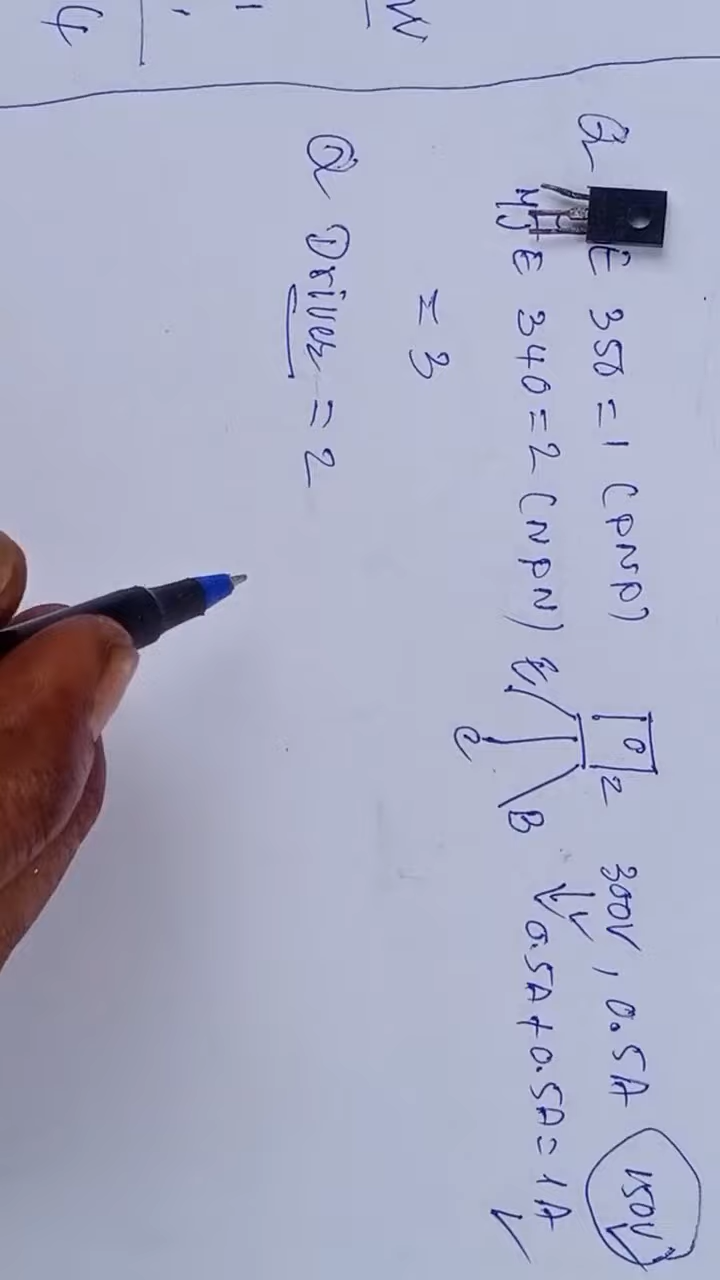 Q E 350 = 1 (PNP) 300V, 0.5A 150V
MJE 340 = 2 (NPN) E C B 0.5A + 0.5A = 1A
= 3
Q Driver = 2
W
4